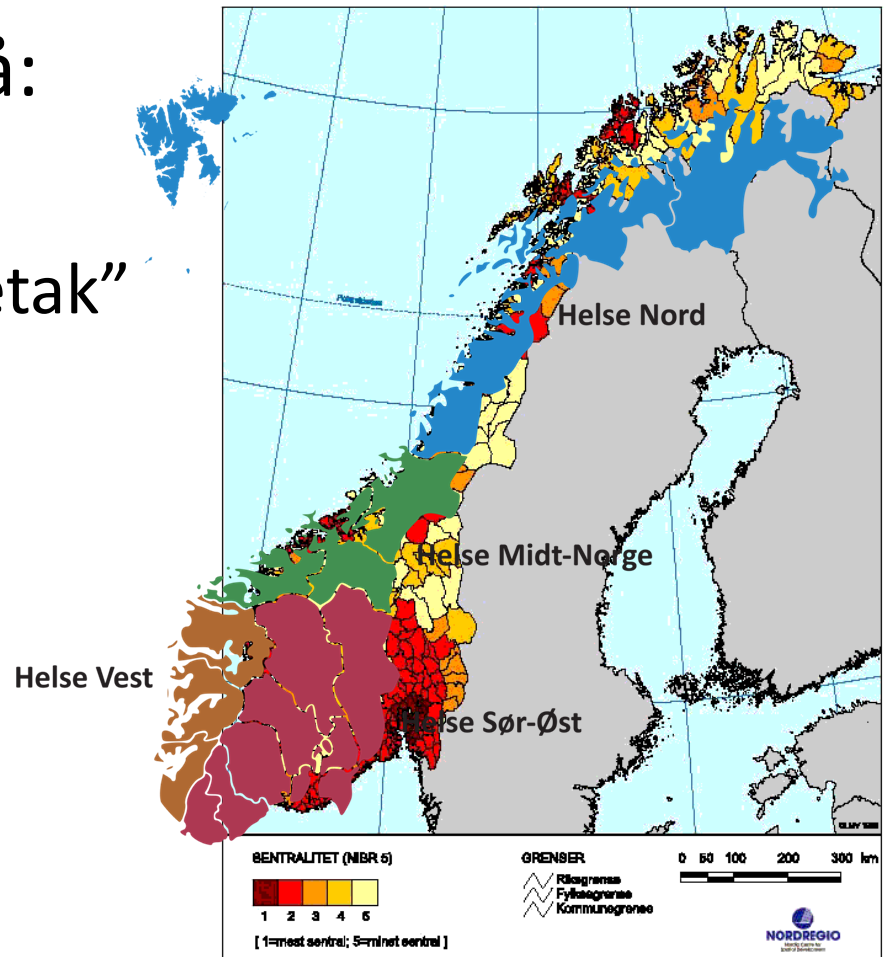 å:
etak”
Helse Nord
Helse Midt-Norge
Helse Vest
Helse Sør-Øst
SENTRALITET (NIBR 5)
1 2 3 4 5
[ 1=mest sentral; 5=minst sentral ]
GRENSER
Riksgrense
Fylkesgrense
Kommunegrense
0 50 100 200 300 km
NORDREGIO